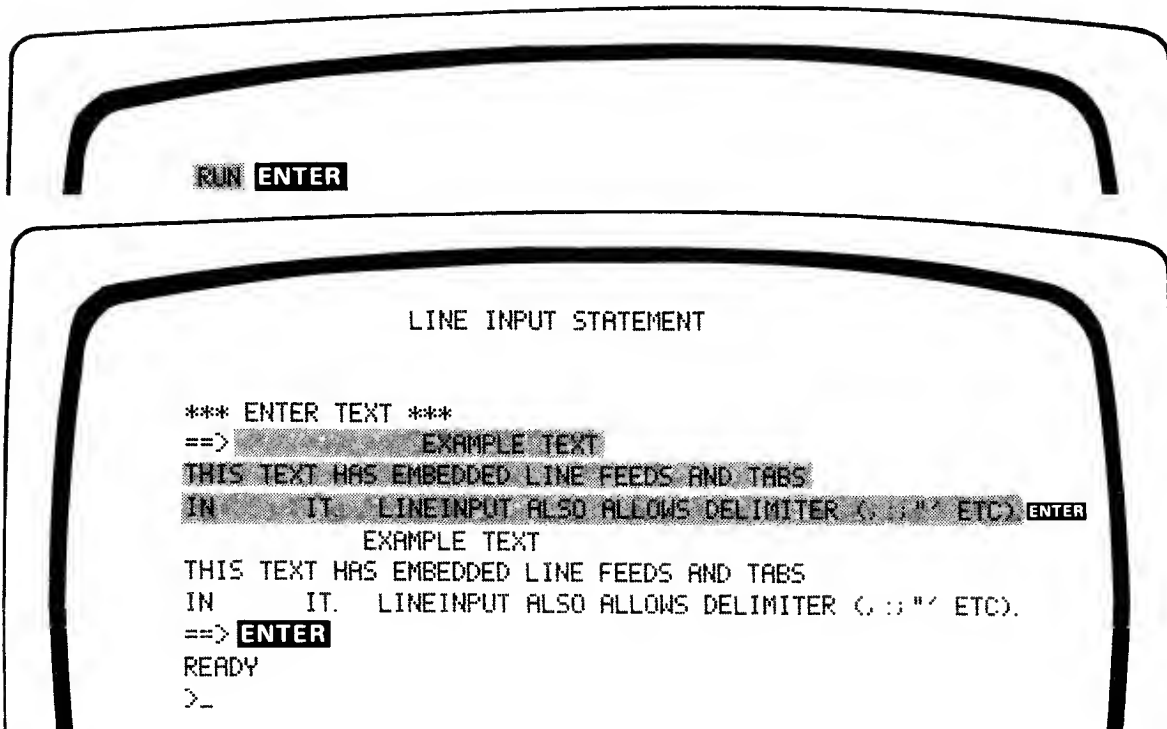 RUN ENTER
LINE INPUT STATEMENT
*** ENTER TEXT ***
==> EXAMPLE TEXT
THIS TEXT HAS EMBEDDED LINE FEEDS AND TABS
IN IT. LINEINPUT ALSO ALLOWS DELIMITER (, :; "' ETC). ENTER
EXAMPLE TEXT
THIS TEXT HAS EMBEDDED LINE FEEDS AND TABS
IN IT. LINEINPUT ALSO ALLOWS DELIMITER (, :; "' ETC).
==> ENTER
READY
>_